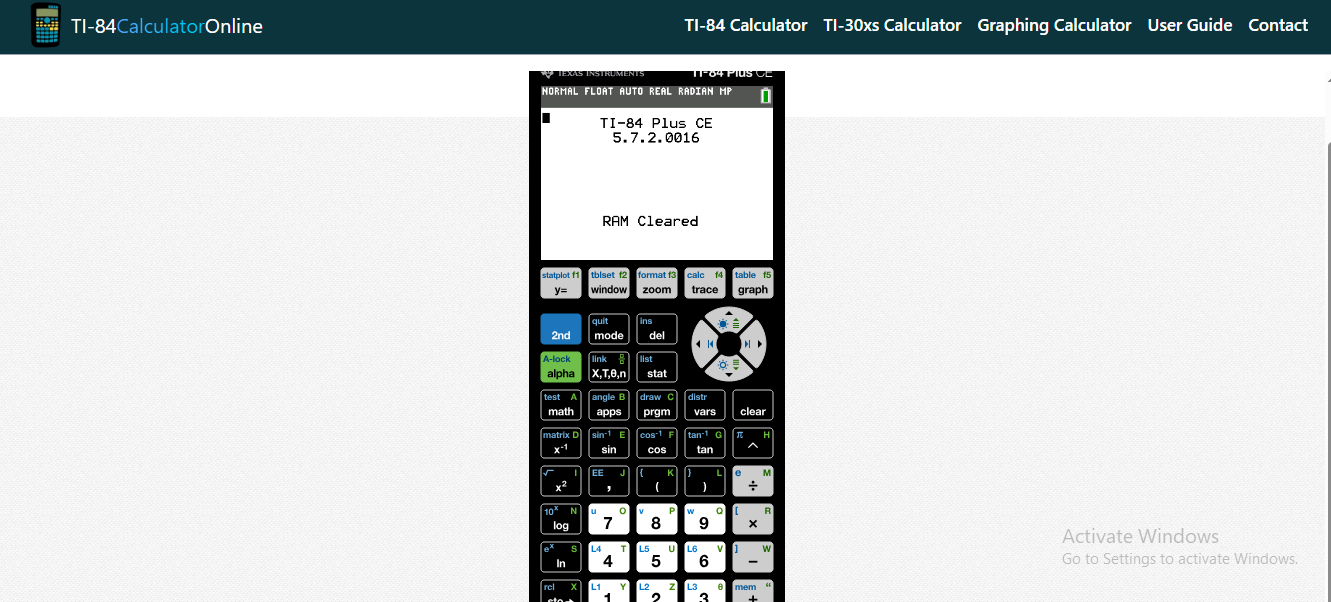 TI-84CalculatorOnline
TI-84 Calculator TI-30xs Calculator Graphing Calculator User Guide Contact
TEXAS INSTRUMENTS TI-84 Plus CE
NORMAL FLOAT AUTO REAL RADIAN MP
TI-84 Plus CE
5.7.2.0016
RAM Cleared
statplot f1 tblset f2 format f3 calc f4 table f5
y= window zoom trace graph
quit ins
2nd mode del
A-lock link list
alpha X,T,θ,n stat
test A angle B draw C distr
math apps prgm vars clear
matrix D sin⁻¹ E cos⁻¹ F tan⁻¹ G π H
x⁻¹ sin cos tan ^
√ I EE J { K } L e M
x² , ( ) ÷
10ˣ N u O v P w Q [ R
log 7 8 9 ×
eˣ S L4 T L5 U L6 V ] W
ln 4 5 6 −
rcl X L1 Y L2 Z L3 θ mem "
sto→ 1 2 3 +
Activate Windows
Go to Settings to activate Windows.